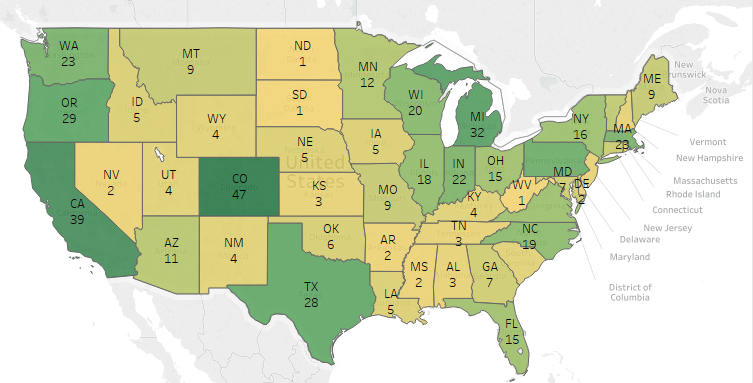 WA
23
MT
9
ND
1
MN
12
ME
9
New
Brunswick
Nova
Scotia
OR
29
ID
5
SD
1
WI
20
MI
32
WY
4
NY
16
MA
23
Vermont
New Hampshire
NE
5
IA
5
NV
2
UT
4
CO
47
United
States
KS
3
MO
9
IL
18
IN
22
OH
15
WV
1
MD
7
DE
2
Massachusetts
Rhode Island
Connecticut
New Jersey
Delaware
Maryland
District of
Columbia
CA
39
KY
4
AZ
11
NM
4
OK
6
AR
2
TN
3
NC
19
TX
28
LA
5
MS
2
AL
3
GA
7
FL
15